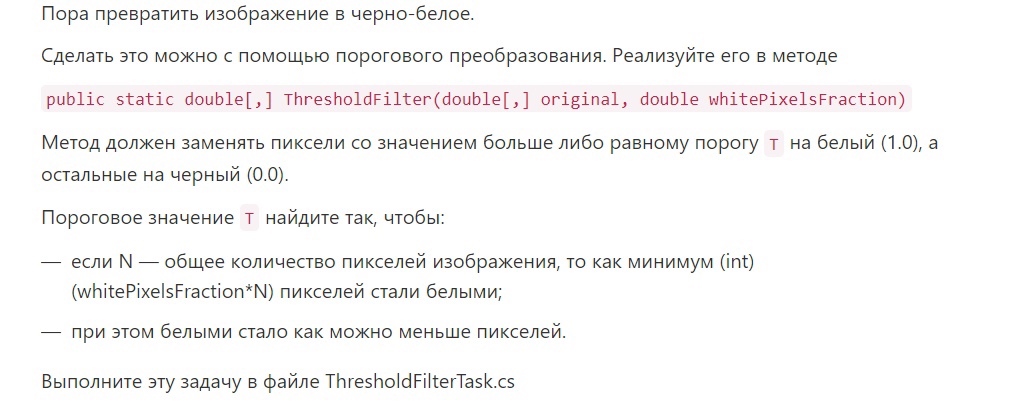 Пора превратить изображение в черно-белое.
Сделать это можно с помощью порогового преобразования. Реализуйте его в методе
public static double[,] ThresholdFilter(double[,] original, double whitePixelsFraction)
Метод должен заменять пиксели со значением больше либо равному порогу T на белый (1.0), а
остальные на черный (0.0).
Пороговое значение T найдите так, чтобы:
— если N — общее количество пикселей изображения, то как минимум (int)
(whitePixelsFraction*N) пикселей стали белыми;
— при этом белыми стало как можно меньше пикселей.
Выполните эту задачу в файле ThresholdFilterTask.cs